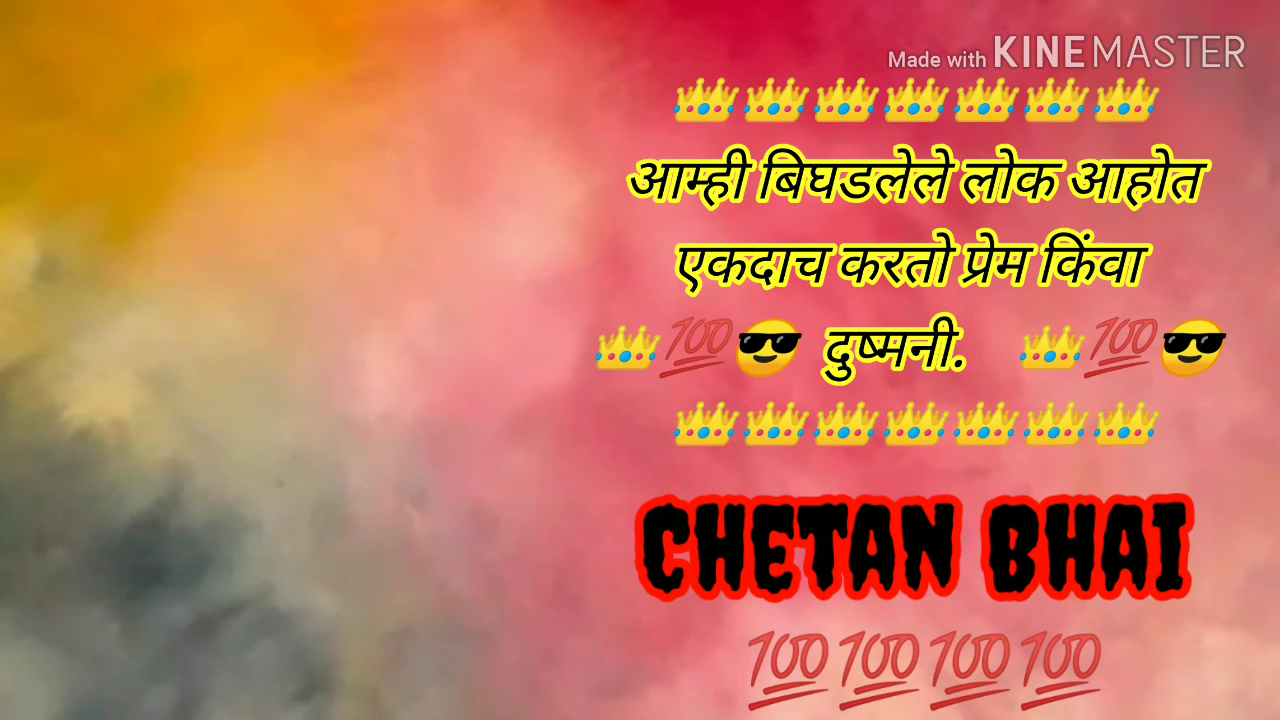 Made with KINEMASTER
👑👑👑👑👑👑👑
आम्ही बिघडलेले लोक आहोत
एकदाच करतो प्रेम किंवा
👑💯😎 दुष्मनी. 👑💯😎
👑👑👑👑👑👑👑
CHETAN BHAI
💯💯💯💯